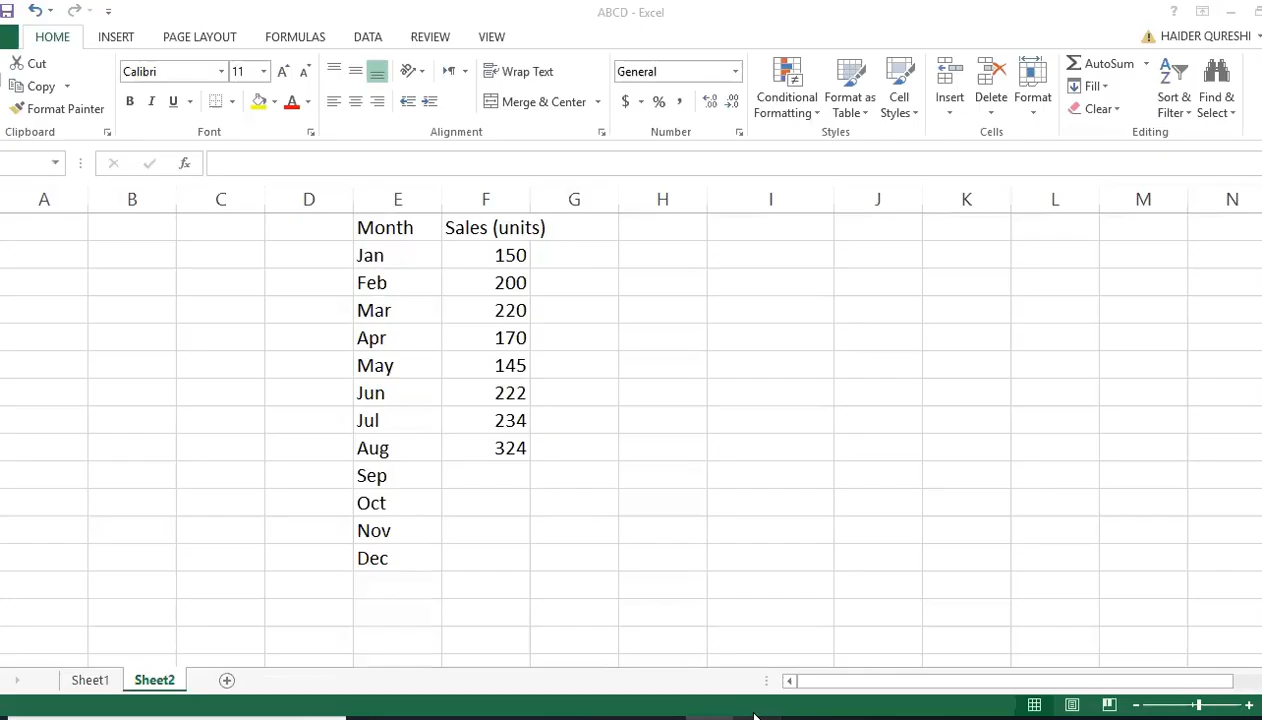 ABCD - Excel
?
HOME INSERT PAGE LAYOUT FORMULAS DATA REVIEW VIEW HAIDER QURESHI
Cut
Copy
Format Painter
Clipboard
Calibri 11
B I U A
Font
Wrap Text
Merge & Center
Alignment
General
$ % ,
Number
Conditional Formatting
Format as Table
Cell Styles
Styles
Insert Delete Format
Cells
AutoSum
Fill
Clear
Sort & Filter
Find & Select
Editing
fx
A B C D E F G H I J K L M N
Month Sales (units)
Jan 150
Feb 200
Mar 220
Apr 170
May 145
Jun 222
Jul 234
Aug 324
Sep
Oct
Nov
Dec
Sheet1 Sheet2